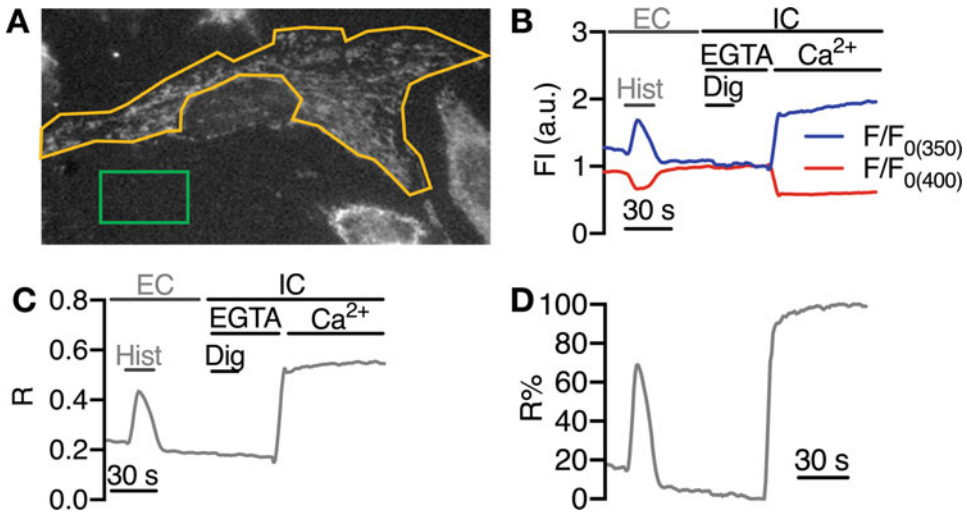 A
B
EC
IC
EGTA
Ca²⁺
Hist
Dig
FI (a.u.)
3
2
1
0
F/F₀₍₃₅₀₎
F/F₀₍₄₀₀₎
30 s
C
EC
IC
EGTA
Ca²⁺
Hist
Dig
R
0.8
0.6
0.4
0.2
0.0
30 s
D
R%
100
80
60
40
20
0
30 s